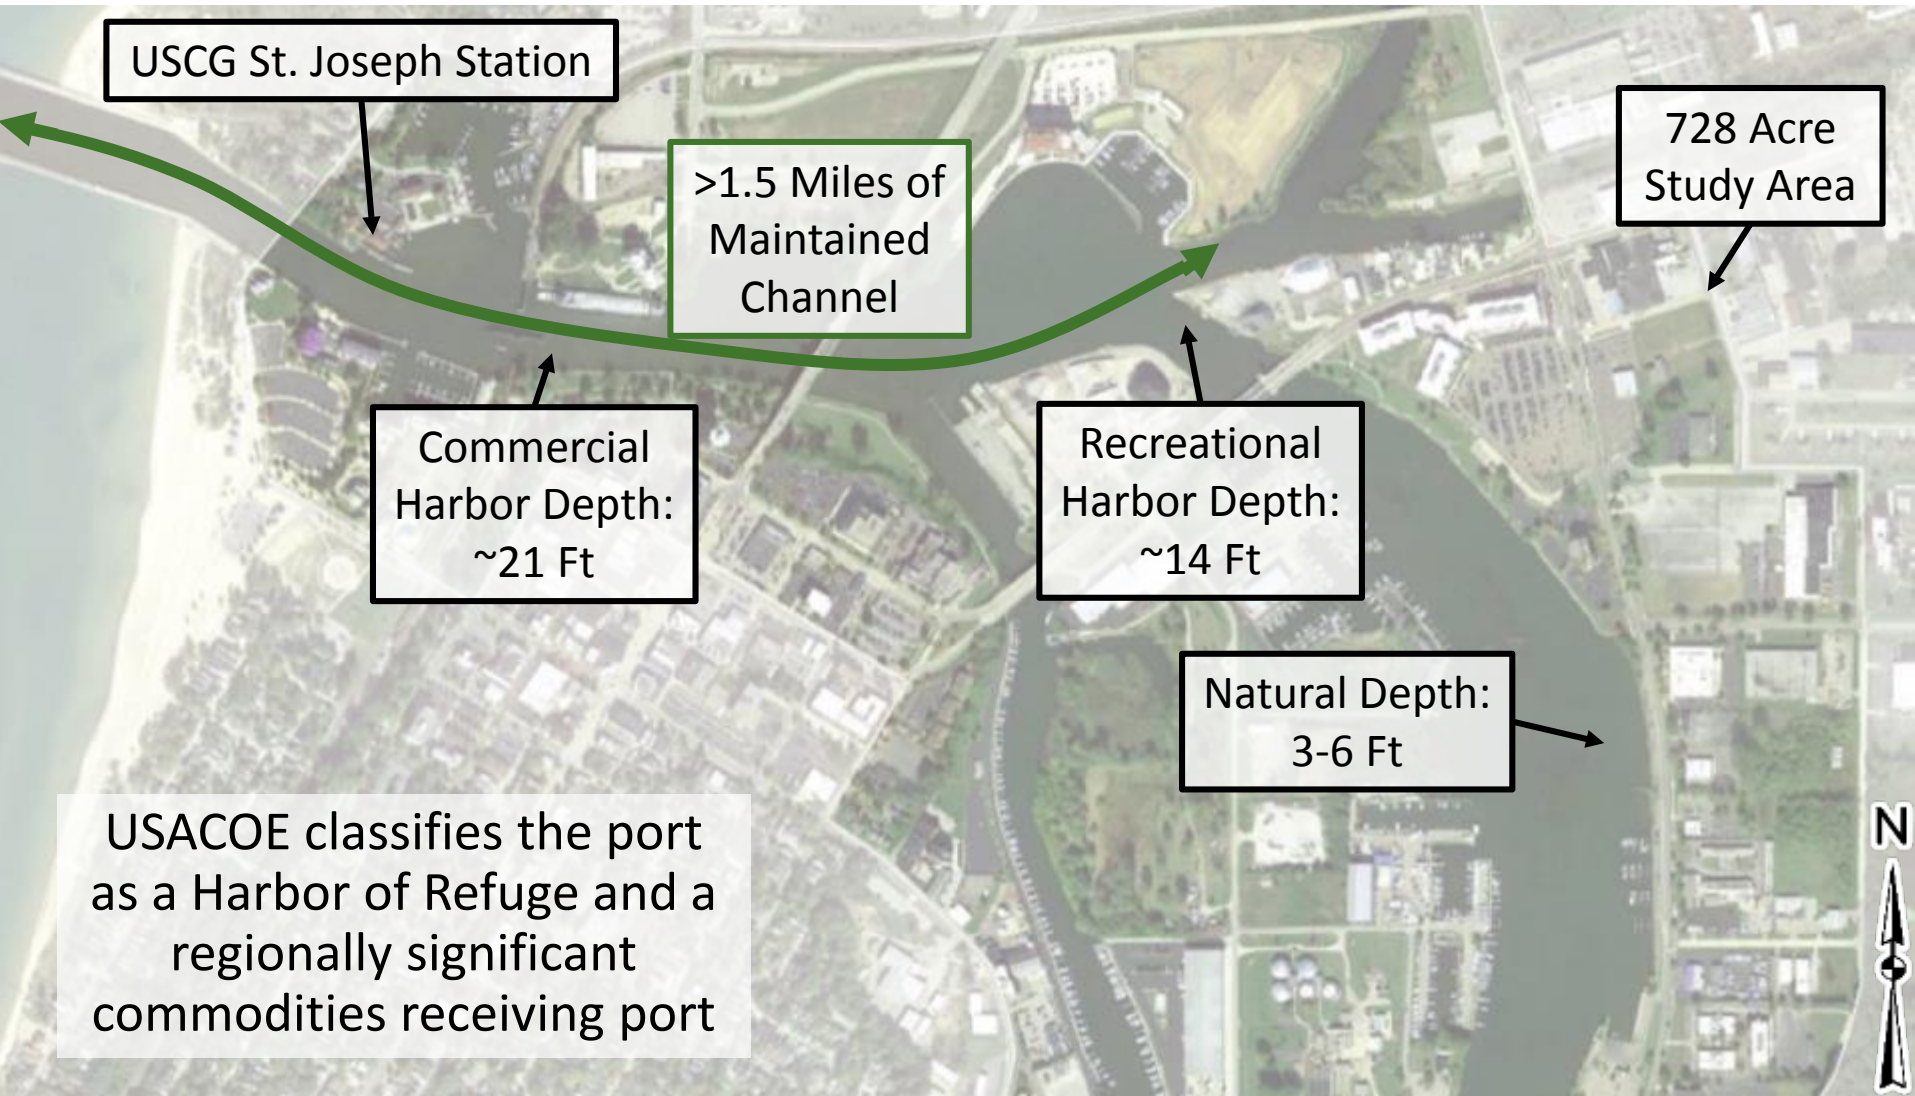 USCG St. Joseph Station
>1.5 Miles of
Maintained
Channel
728 Acre
Study Area
Commercial
Harbor Depth:
~21 Ft
Recreational
Harbor Depth:
~14 Ft
Natural Depth:
3-6 Ft
USACOE classifies the port
as a Harbor of Refuge and a
regionally significant
commodities receiving port
N